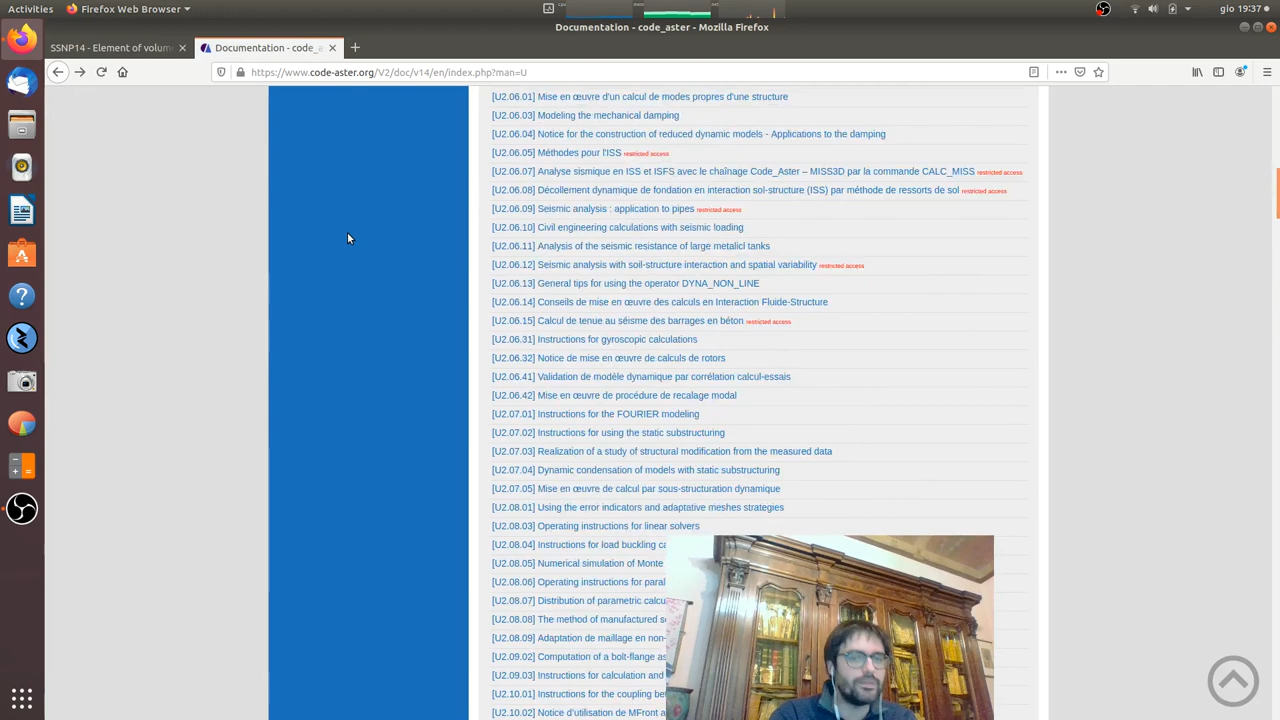 Activities Firefox Web Browser gio 19:37
Documentation - code_aster - Mozilla Firefox
SSNP14 - Element of volum Documentation - code_a
https://www.code-aster.org/V2/doc/v14/en/index.php?man=U
[U2.06.01] Mise en œuvre d'un calcul de modes propres d'une structure
[U2.06.03] Modeling the mechanical damping
[U2.06.04] Notice for the construction of reduced dynamic models - Applications to the damping
[U2.06.05] Méthodes pour l'ISS restricted access
[U2.06.07] Analyse sismique en ISS et ISFS avec le chaînage Code_Aster – MISS3D par la commande CALC_MISS restricted access
[U2.06.08] Décollement dynamique de fondation en interaction sol-structure (ISS) par méthode de ressorts de sol restricted access
[U2.06.09] Seismic analysis : application to pipes restricted access
[U2.06.10] Civil engineering calculations with seismic loading
[U2.06.11] Analysis of the seismic resistance of large metalicl tanks
[U2.06.12] Seismic analysis with soil-structure interaction and spatial variability restricted access
[U2.06.13] General tips for using the operator DYNA_NON_LINE
[U2.06.14] Conseils de mise en œuvre des calculs en Interaction Fluide-Structure
[U2.06.15] Calcul de tenue au séisme des barrages en béton restricted access
[U2.06.31] Instructions for gyroscopic calculations
[U2.06.32] Notice de mise en œuvre de calculs de rotors
[U2.06.41] Validation de modèle dynamique par corrélation calcul-essais
[U2.06.42] Mise en œuvre de procédure de recalage modal
[U2.07.01] Instructions for the FOURIER modeling
[U2.07.02] Instructions for using the static substructuring
[U2.07.03] Realization of a study of structural modification from the measured data
[U2.07.04] Dynamic condensation of models with static substructuring
[U2.07.05] Mise en œuvre de calcul par sous-structuration dynamique
[U2.08.01] Using the error indicators and adaptative meshes strategies
[U2.08.03] Operating instructions for linear solvers
[U2.08.04] Instructions for load buckling ca
[U2.08.05] Numerical simulation of Monte
[U2.08.06] Operating instructions for paral
[U2.08.07] Distribution of parametric calcu
[U2.08.08] The method of manufactured s
[U2.08.09] Adaptation de maillage en non-
[U2.09.02] Computation of a bolt-flange as
[U2.09.03] Instructions for calculation and
[U2.10.01] Instructions for the coupling be
[U2.10.02] Notice d'utilisation de MFront a